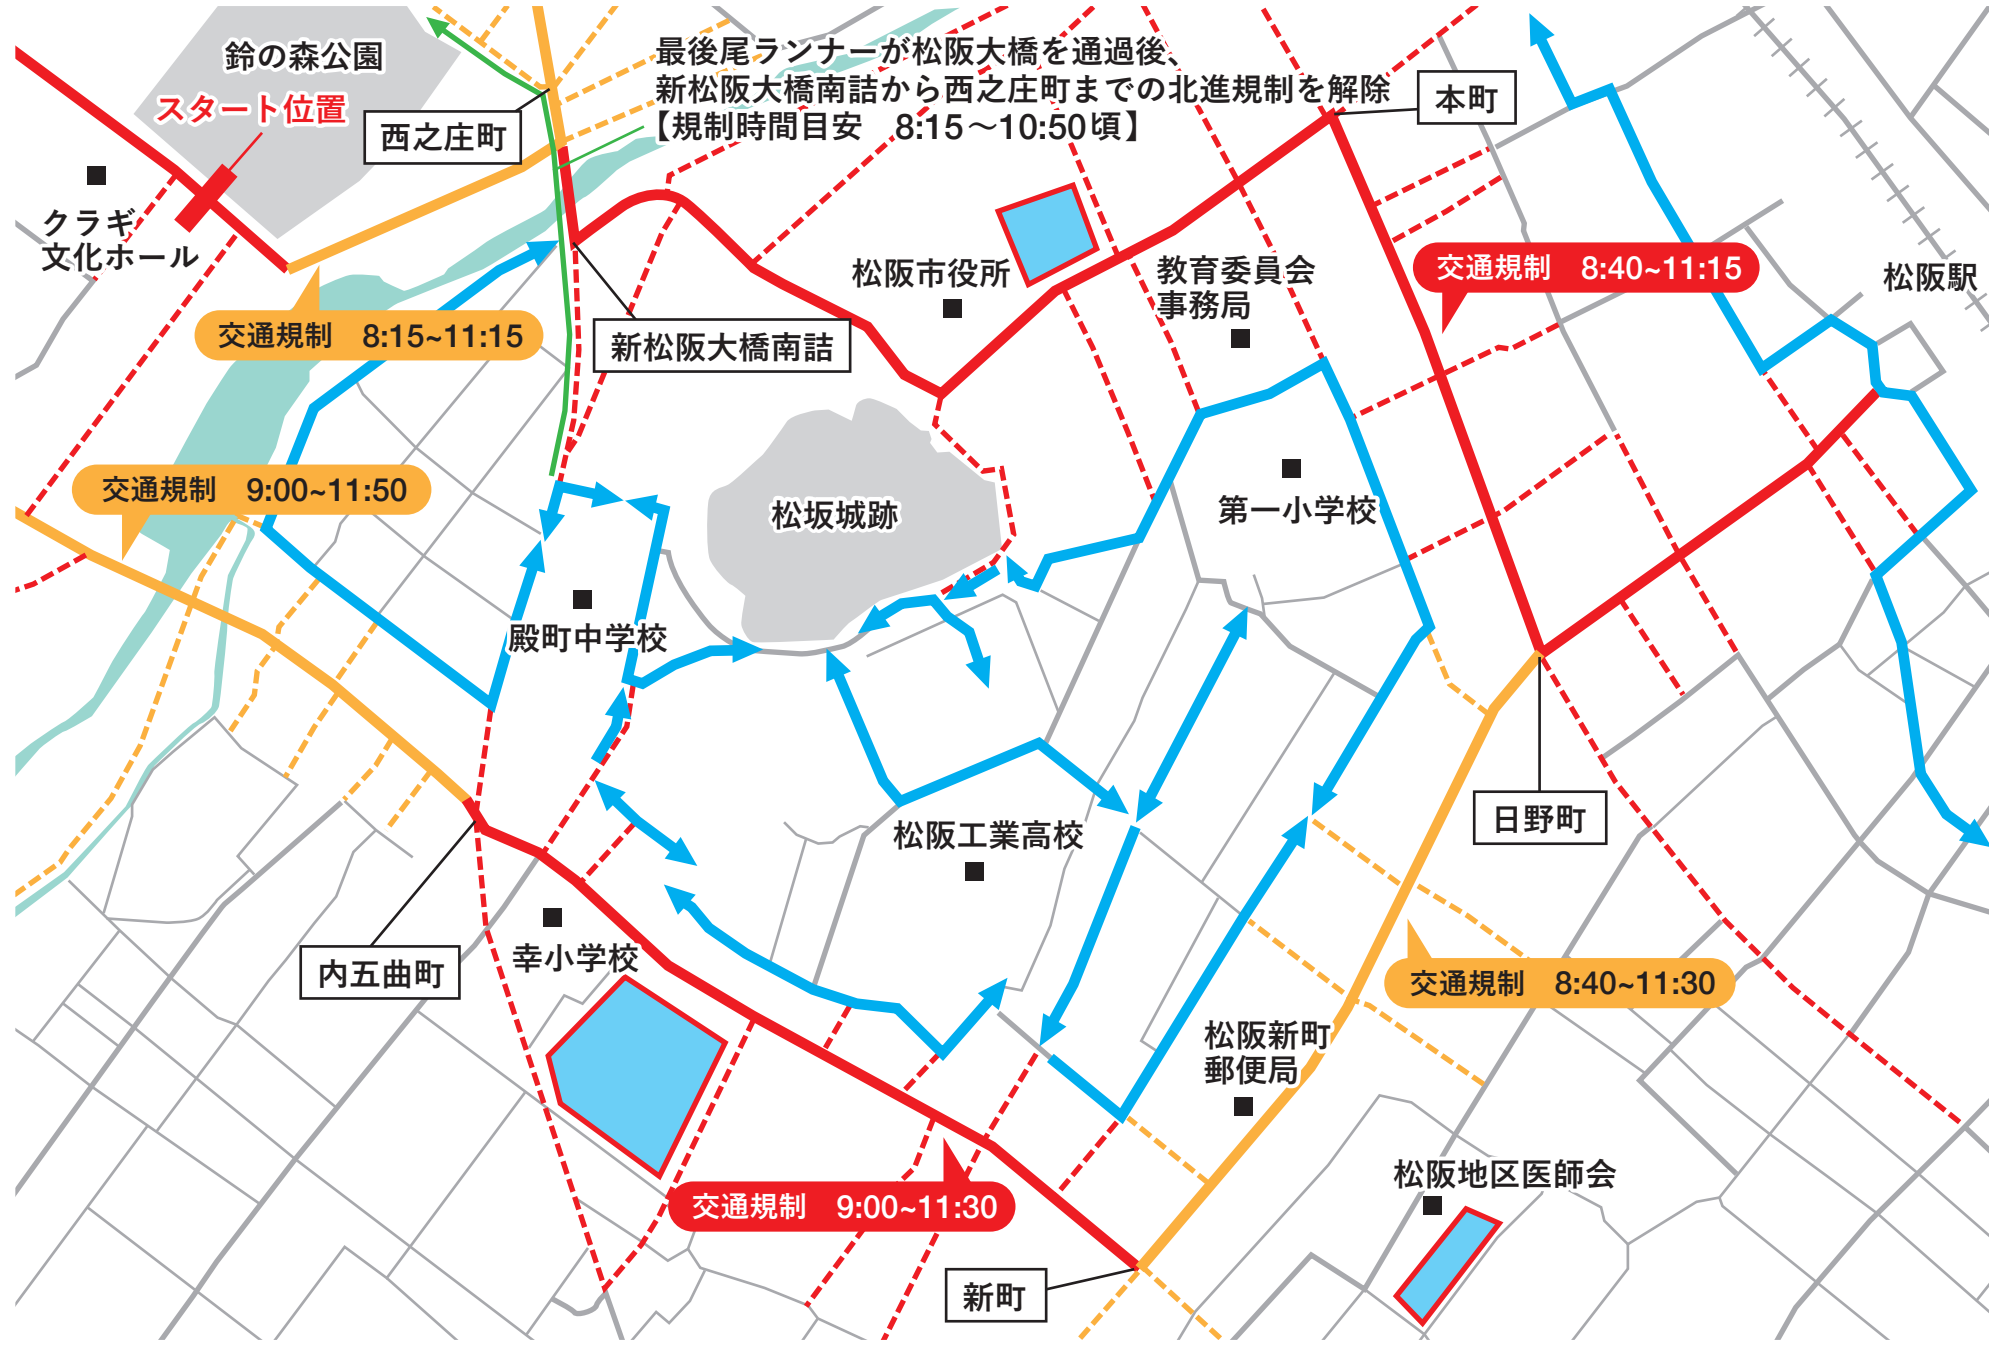 鈴の森公園
スタート位置
西之庄町
最後尾ランナーが松阪大橋を通過後、
新松阪大橋南詰から西之庄町までの北進規制を解除
【規制時間目安　8:15～10:50頃】
本町
クラギ
文化ホール
松阪市役所
教育委員会
事務局
交通規制　8:40~11:15
松阪駅
交通規制　8:15~11:15
新松阪大橋南詰
交通規制　9:00~11:50
松坂城跡
第一小学校
殿町中学校
松阪工業高校
日野町
内五曲町
幸小学校
交通規制　8:40~11:30
松阪新町
郵便局
松阪地区医師会
交通規制　9:00~11:30
新町